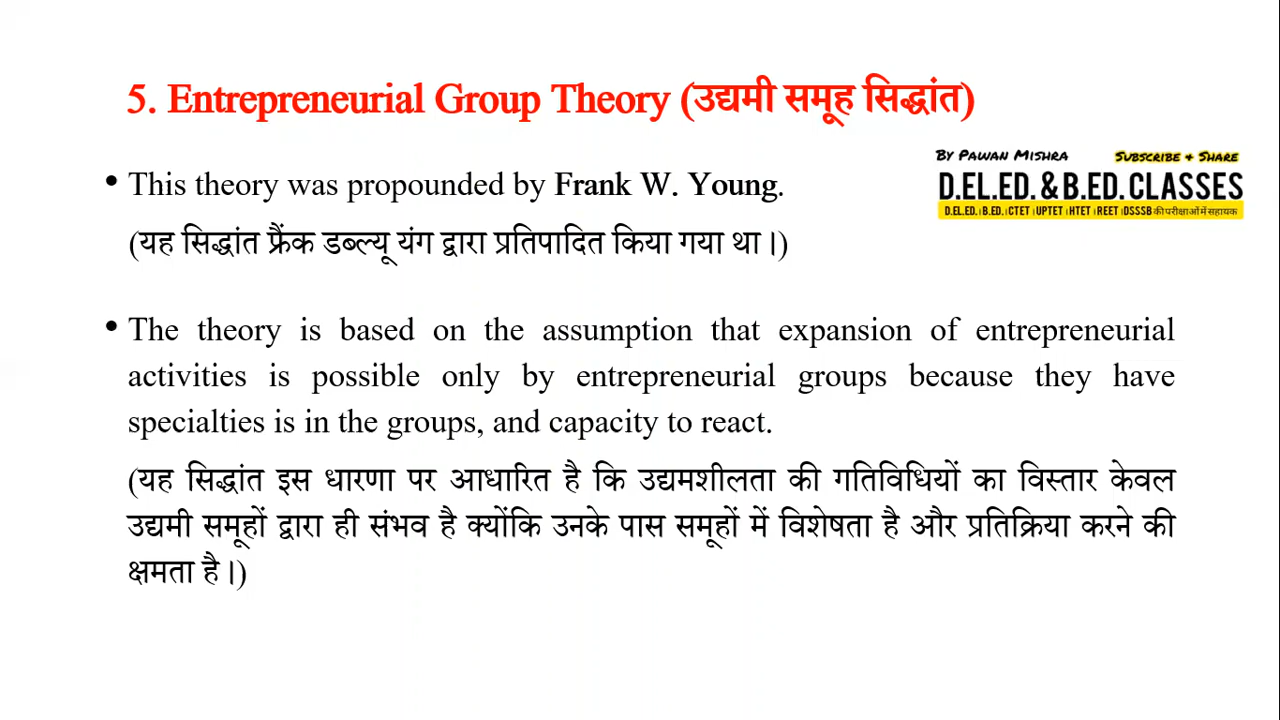 5. Entrepreneurial Group Theory (उद्यमी समूह सिद्धांत)
By Pawan Mishra Subscribe & Share
D.EL.ED. & B.ED. CLASSES
D.EL.ED. | B.ED. | CTET | UPTET | HTET | REET | DSSSB की परीक्षाओं में सहायक
• This theory was propounded by Frank W. Young.
(यह सिद्धांत फ्रैंक डब्ल्यू यंग द्वारा प्रतिपादित किया गया था।)
• The theory is based on the assumption that expansion of entrepreneurial
activities is possible only by entrepreneurial groups because they have
specialties is in the groups, and capacity to react.
(यह सिद्धांत इस धारणा पर आधारित है कि उद्यमशीलता की गतिविधियों का विस्तार केवल
उद्यमी समूहों द्वारा ही संभव है क्योंकि उनके पास समूहों में विशेषता है और प्रतिक्रिया करने की
क्षमता है।)